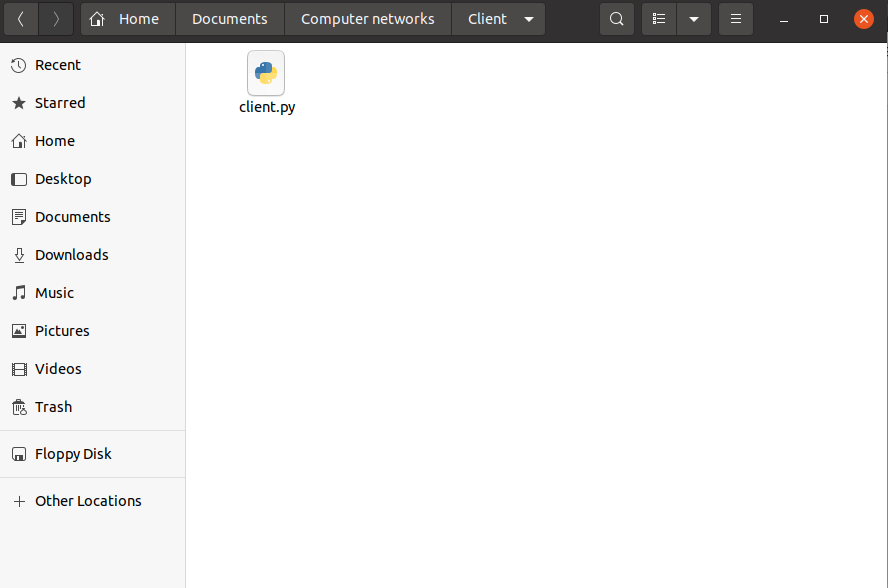 Home Documents Computer networks Client
Recent
Starred
Home
Desktop
Documents
Downloads
Music
Pictures
Videos
Trash
Floppy Disk
Other Locations
client.py